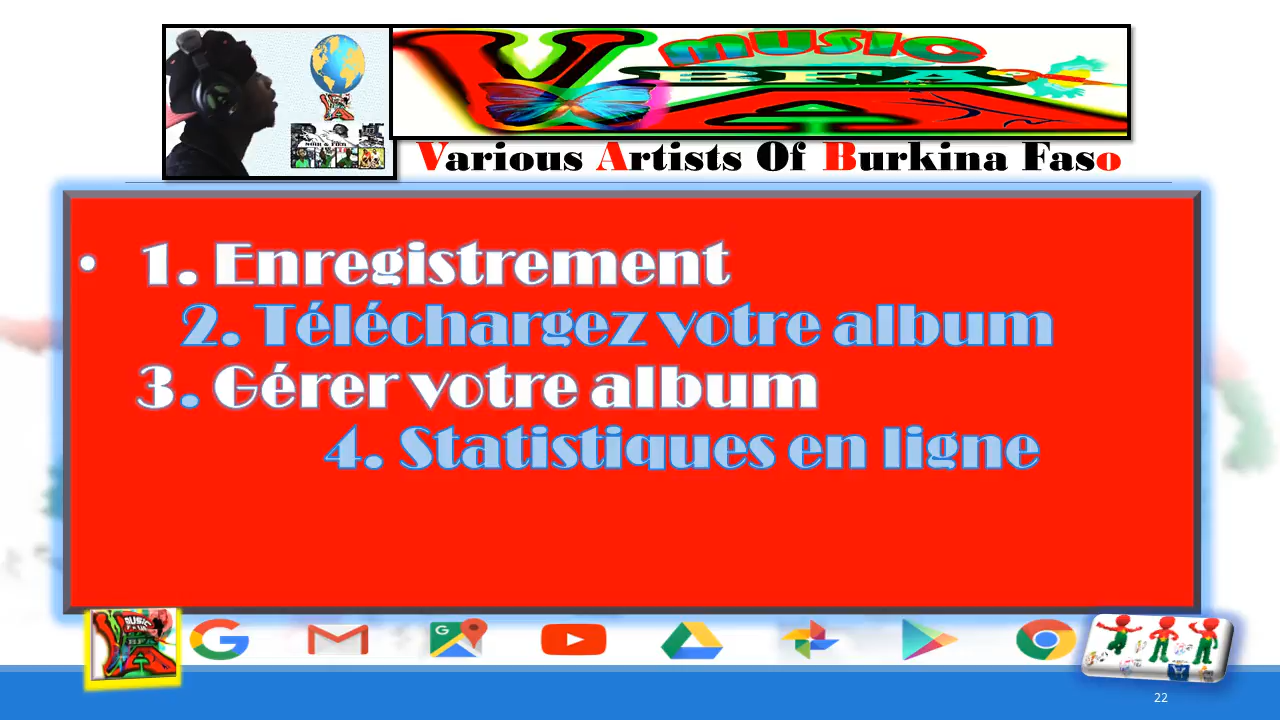 MUSIC
BFA
Various Artists Of Burkina Faso
• 1. Enregistrement
2. Téléchargez votre album
3. Gérer votre album
4. Statistiques en ligne
22